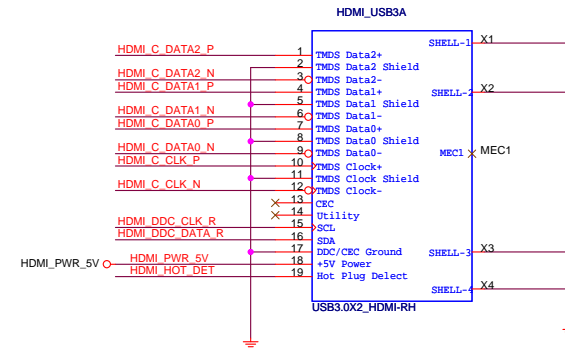 HDMI_USB3A
HDMI_C_DATA2_P 1 TMDS Data2+ SHELL-1 X1
2 TMDS Data2 Shield
HDMI_C_DATA2_N 3 TMDS Data2-
HDMI_C_DATA1_P 4 TMDS Data1+ SHELL-2 X2
5 TMDS Data1 Shield
HDMI_C_DATA1_N 6 TMDS Data1-
HDMI_C_DATA0_P 7 TMDS Data0+
8 TMDS Data0 Shield
HDMI_C_DATA0_N 9 TMDS Data0- MEC1 MEC1
HDMI_C_CLK_P 10 TMDS Clock+
11 TMDS Clock Shield
HDMI_C_CLK_N 12 TMDS Clock-
13 CEC
14 Utility
HDMI_DDC_CLK_R 15 SCL
HDMI_DDC_DATA_R 16 SDA
17 DDC/CEC Ground SHELL-3 X3
HDMI_PWR_5V HDMI_PWR_5V 18 +5V Power
HDMI_HOT_DET 19 Hot Plug Delect
SHELL-4 X4
USB3.0X2_HDMI-RH